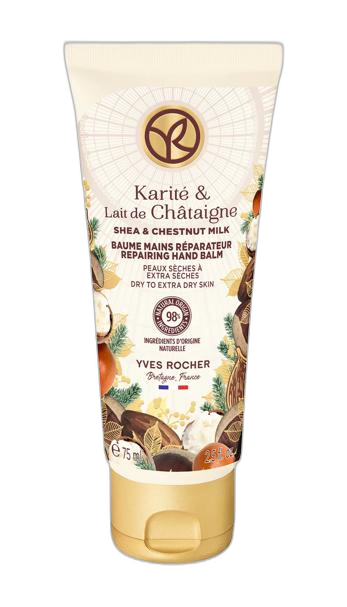 Karité &
Lait de Châtaigne
SHEA & CHESTNUT MILK
BAUME MAINS RÉPARATEUR
REPAIRING HAND BALM
PEAUX SÈCHES À
EXTRA SÈCHES
DRY TO EXTRA DRY SKIN
NATURAL ORIGIN
98%
INGREDIENTS
INGRÉDIENTS D'ORIGINE
NATURELLE
YVES ROCHER
Bretagne, France
e 75 ml
2.5 fl. oz.